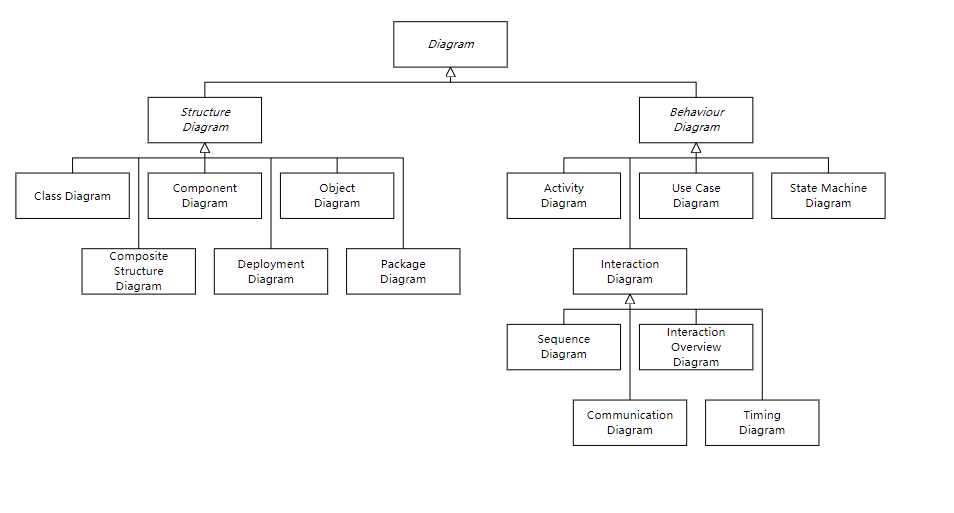 Diagram
Structure
Diagram
Behaviour
Diagram
Class Diagram
Component
Diagram
Object
Diagram
Activity
Diagram
Use Case
Diagram
State Machine
Diagram
Composite
Structure
Diagram
Deployment
Diagram
Package
Diagram
Interaction
Diagram
Sequence
Diagram
Interaction
Overview
Diagram
Communication
Diagram
Timing
Diagram